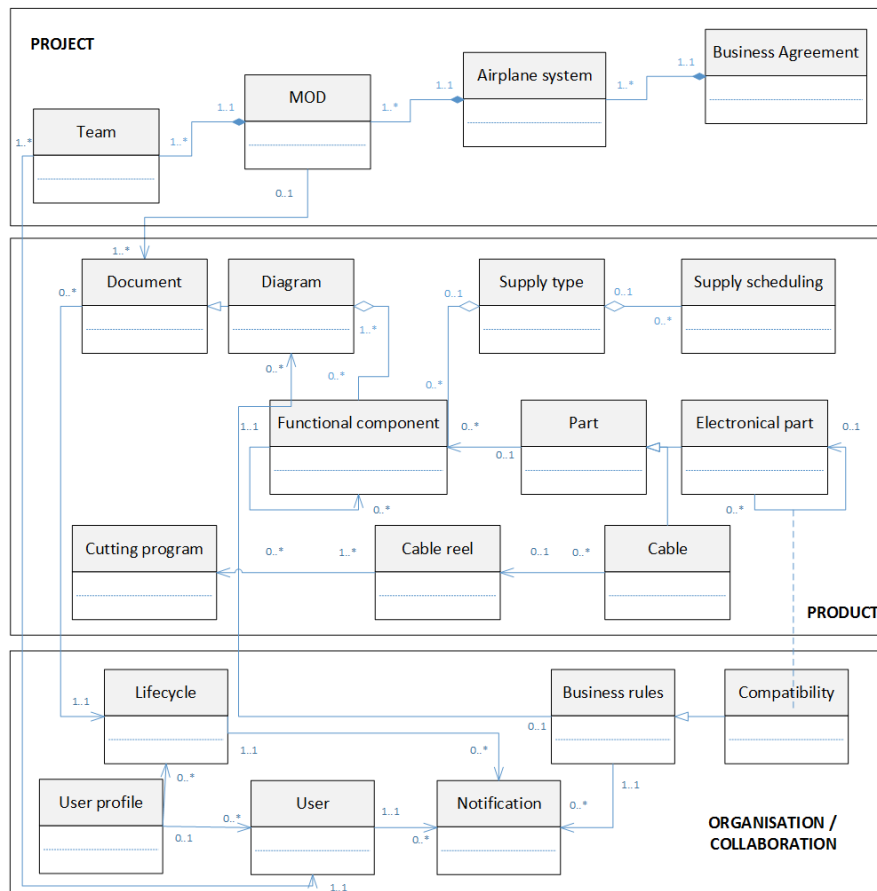 PROJECT
Business Agreement
Airplane system
MOD
Team
1..1
1..*
1..1
1..*
1..1
1..*
1..*
0..1
1..*
Document
Diagram
Supply type
Supply scheduling
0..*
0..1
0..1
1..*
0..*
0..*
0..*
0..*
Functional component
Part
Electronical part
1..1
0..*
0..1
0..1
0..*
0..*
Cutting program
Cable reel
Cable
0..*
1..*
0..1
0..*
PRODUCT
Lifecycle
Business rules
Compatibility
1..1
0..1
1..1
0..*
0..*
1..1
User profile
User
Notification
0..*
0..1
0..*
1..1
0..*
ORGANISATION /
COLLABORATION
1..1